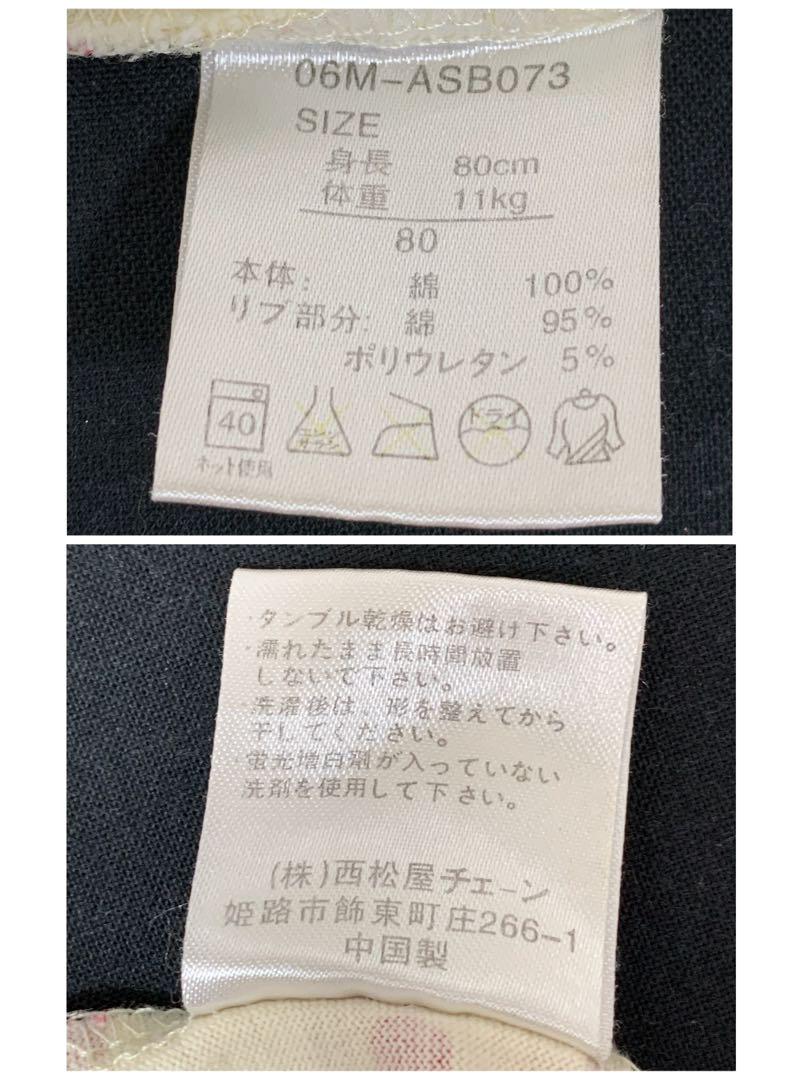 06M-ASB073
SIZE
身長 80cm
体重 11kg
80
本体: 綿 100%
リブ部分: 綿 95%
ポリウレタン 5%
40 エンソサラシ ドライ
ネット使用
・タンブル乾燥はお避け下さい。
・濡れたまま長時間放置
しないで下さい。
・洗濯後は、形を整えてから
干してください。
・蛍光増白剤が入っていない
洗剤を使用して下さい。
(株)西松屋チェーン
姫路市飾東町庄266-1
中国製